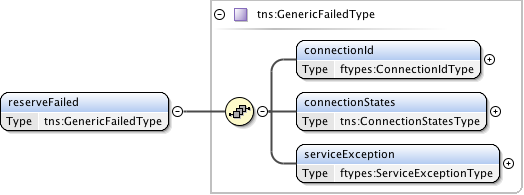 tns:GenericFailedType
connectionId
Type ftypes:ConnectionIdType
reserveFailed
Type tns:GenericFailedType
connectionStates
Type tns:ConnectionStatesType
serviceException
Type ftypes:ServiceExceptionType